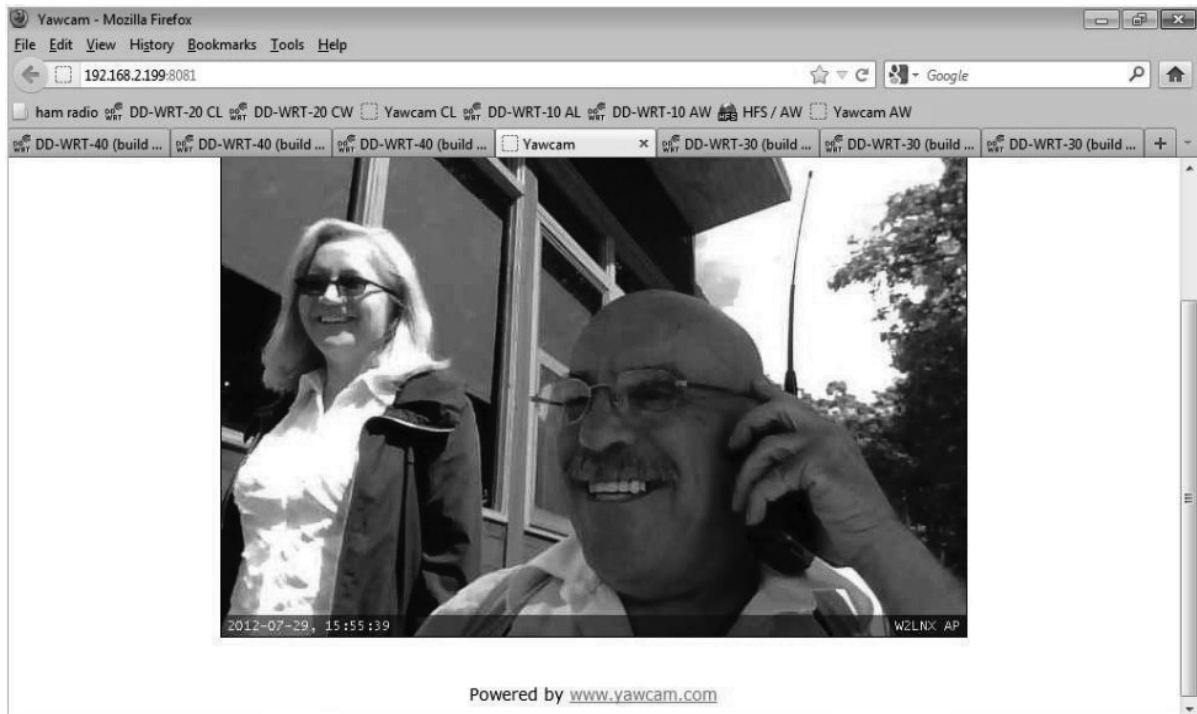 Yawcam - Mozilla Firefox
File Edit View History Bookmarks Tools Help
192.168.2.199:8081 Google
ham radio DD-WRT-20 CL DD-WRT-20 CW Yawcam CL DD-WRT-10 AL DD-WRT-10 AW HFS / AW Yawcam AW
DD-WRT-40 (build ... DD-WRT-40 (build ... DD-WRT-40 (build ... Yawcam × DD-WRT-30 (build ... DD-WRT-30 (build ... DD-WRT-30 (build ... +
2012-07-29, 15:55:39 W2LNX AP
Powered by www.yawcam.com